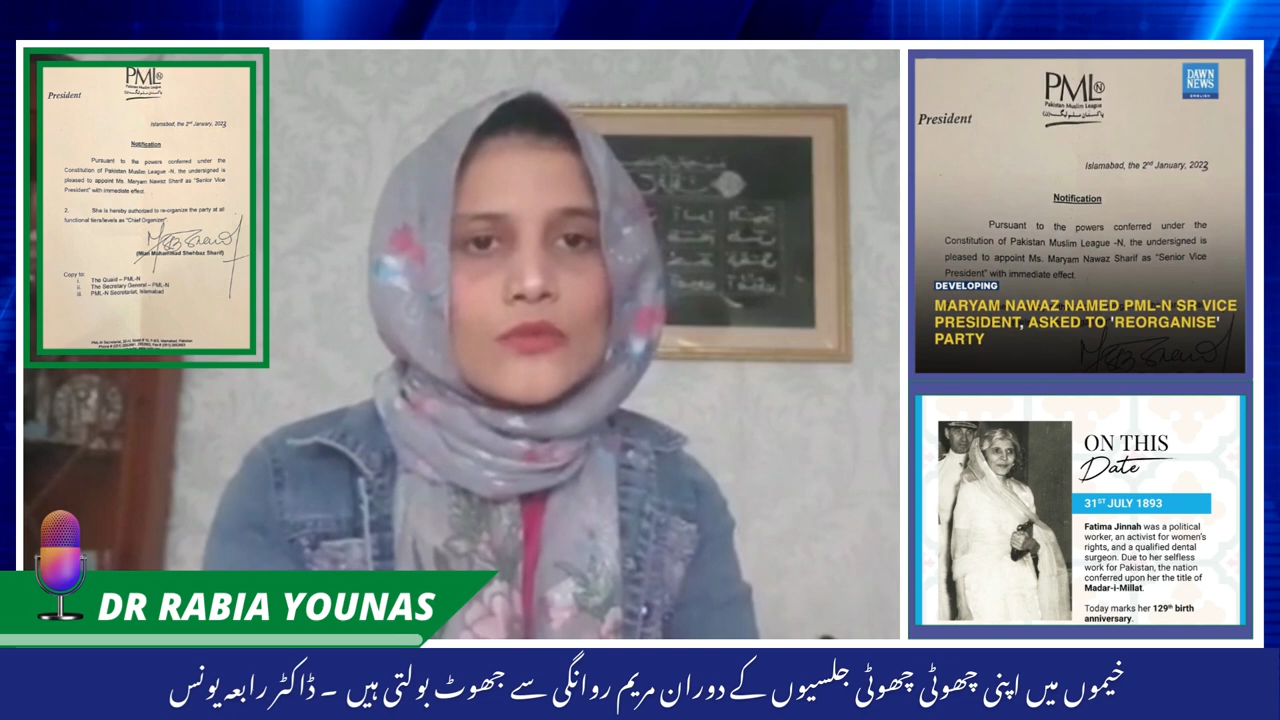 PMLN
Pakistan Muslim League
President
Islamabad, the 2nd January, 2023
Notification
Pursuant to the powers conferred under the
Constitution of Pakistan Muslim League -N, the undersigned is
pleased to appoint Ms. Maryam Nawaz Sharif as "Senior Vice
President" with immediate effect.
2. She is hereby authorized to re-organize the party at all
functional tiers/levels as "Chief Organizer".
(Mian Muhammad Shehbaz Sharif)
Copy to:
i. The Quaid – PML-N
ii. The Secretary General – PML-N
iii. PML-N Secretariat, Islamabad
PMLN
Pakistan Muslim League
پاکستان مسلم لیگ (ن)
DAWN
NEWS
ENGLISH
President
Islamabad, the 2nd January, 2023
Notification
Pursuant to the powers conferred under the
Constitution of Pakistan Muslim League -N, the undersigned is
pleased to appoint Ms. Maryam Nawaz Sharif as "Senior Vice
President" with immediate effect.
DEVELOPING
MARYAM NAWAZ NAMED PML-N SR VICE
PRESIDENT, ASKED TO 'REORGANISE'
PARTY
ON THIS
Date
31ST JULY 1893
Fatima Jinnah was a political
worker, an activist for women's
rights, and a qualified dental
surgeon. Due to her selfless
work for Pakistan, the nation
conferred upon her the title of
Madar-i-Millat.
Today marks her 129th birth
anniversary.
DR RABIA YOUNAS
خیموں میں اپنی چھوٹی چھوٹی جلسیوں کے دوران مریم روانگی سے جھوٹ بولتی ہیں ۔ ڈاکٹر رابعہ یونس